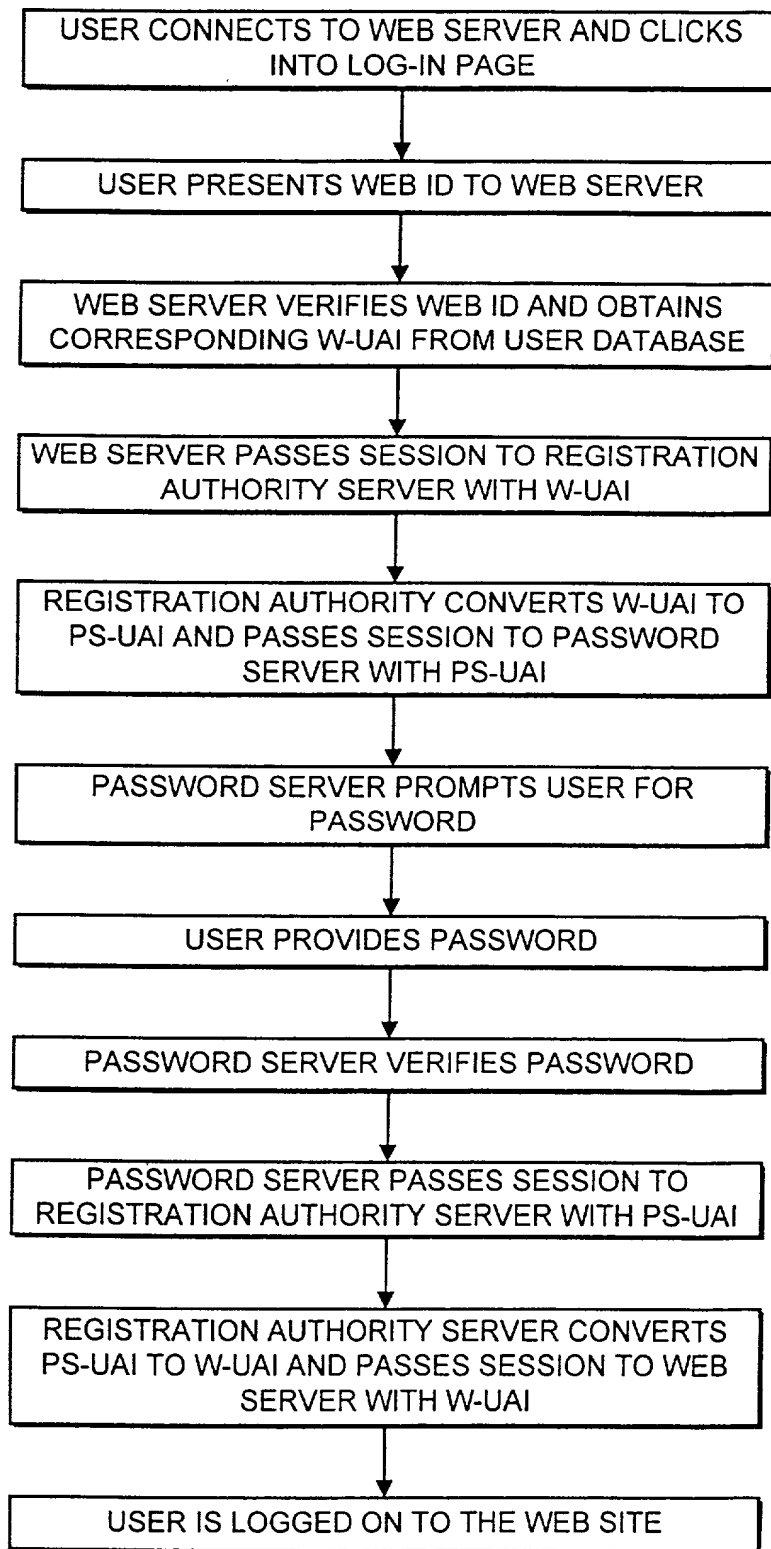 USER CONNECTS TO WEB SERVER AND CLICKS
INTO LOG-IN PAGE
USER PRESENTS WEB ID TO WEB SERVER
WEB SERVER VERIFIES WEB ID AND OBTAINS
CORRESPONDING W-UAI FROM USER DATABASE
WEB SERVER PASSES SESSION TO REGISTRATION
AUTHORITY SERVER WITH W-UAI
REGISTRATION AUTHORITY CONVERTS W-UAI TO
PS-UAI AND PASSES SESSION TO PASSWORD
SERVER WITH PS-UAI
PASSWORD SERVER PROMPTS USER FOR
PASSWORD
USER PROVIDES PASSWORD
PASSWORD SERVER VERIFIES PASSWORD
PASSWORD SERVER PASSES SESSION TO
REGISTRATION AUTHORITY SERVER WITH PS-UAI
REGISTRATION AUTHORITY SERVER CONVERTS
PS-UAI TO W-UAI AND PASSES SESSION TO WEB
SERVER WITH W-UAI
USER IS LOGGED ON TO THE WEB SITE